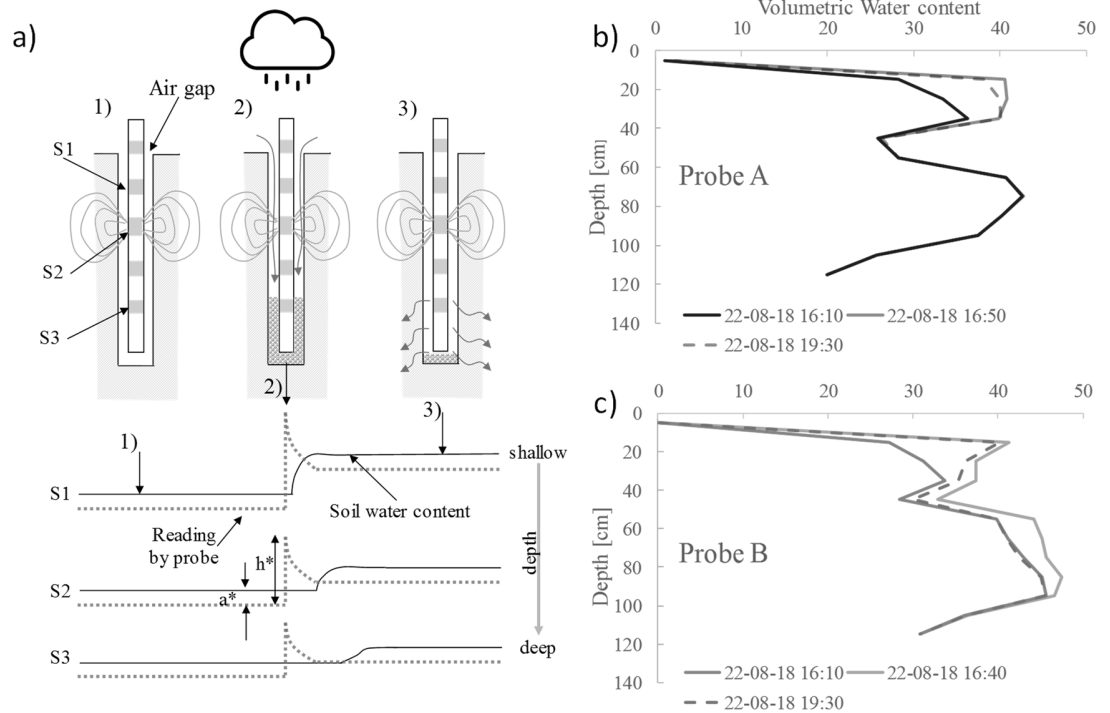 a)
1)
Air gap
2)
3)
S1
S2
S3
2)
1)
3)
shallow
S1
Soil water content
Reading
by probe
depth
h*
S2
a*
S3
deep
b)
Volumetric Water content
0 10 20 30 40 50
0
20
40
60
80
100
120
140
Depth [cm]
Probe A
22-08-18 16:10 22-08-18 16:50
22-08-18 19:30
c)
0 10 20 30 40 50
0
20
40
60
80
100
120
140
Depth [cm]
Probe B
22-08-18 16:10 22-08-18 16:40
22-08-18 19:30